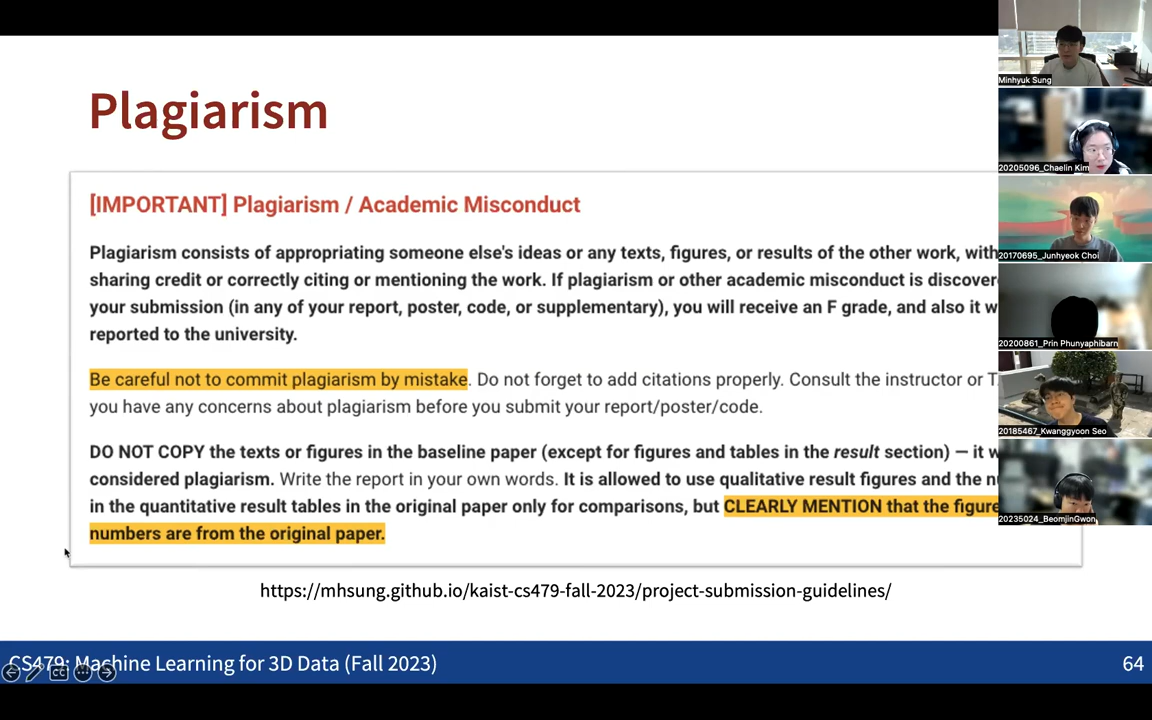 Plagiarism
[IMPORTANT] Plagiarism / Academic Misconduct
Plagiarism consists of appropriating someone else's ideas or any texts, figures, or results of the other work, with
sharing credit or correctly citing or mentioning the work. If plagiarism or other academic misconduct is discover
your submission (in any of your report, poster, code, or supplementary), you will receive an F grade, and also it w
reported to the university.
Be careful not to commit plagiarism by mistake. Do not forget to add citations properly. Consult the instructor or T
you have any concerns about plagiarism before you submit your report/poster/code.
DO NOT COPY the texts or figures in the baseline paper (except for figures and tables in the result section) — it w
considered plagiarism. Write the report in your own words. It is allowed to use qualitative result figures and the n
in the quantitative result tables in the original paper only for comparisons, but CLEARLY MENTION that the figure
numbers are from the original paper.
https://mhsung.github.io/kaist-cs479-fall-2023/project-submission-guidelines/
CS479: Machine Learning for 3D Data (Fall 2023)
64
CC
Minhyuk Sung
20205096_Chaelin Kim
20170695_Junhyeok Choi
20200861_Prin Phunyaphibarn
20185467_Kwanggyoon Seo
20235024_BeomjinGwon